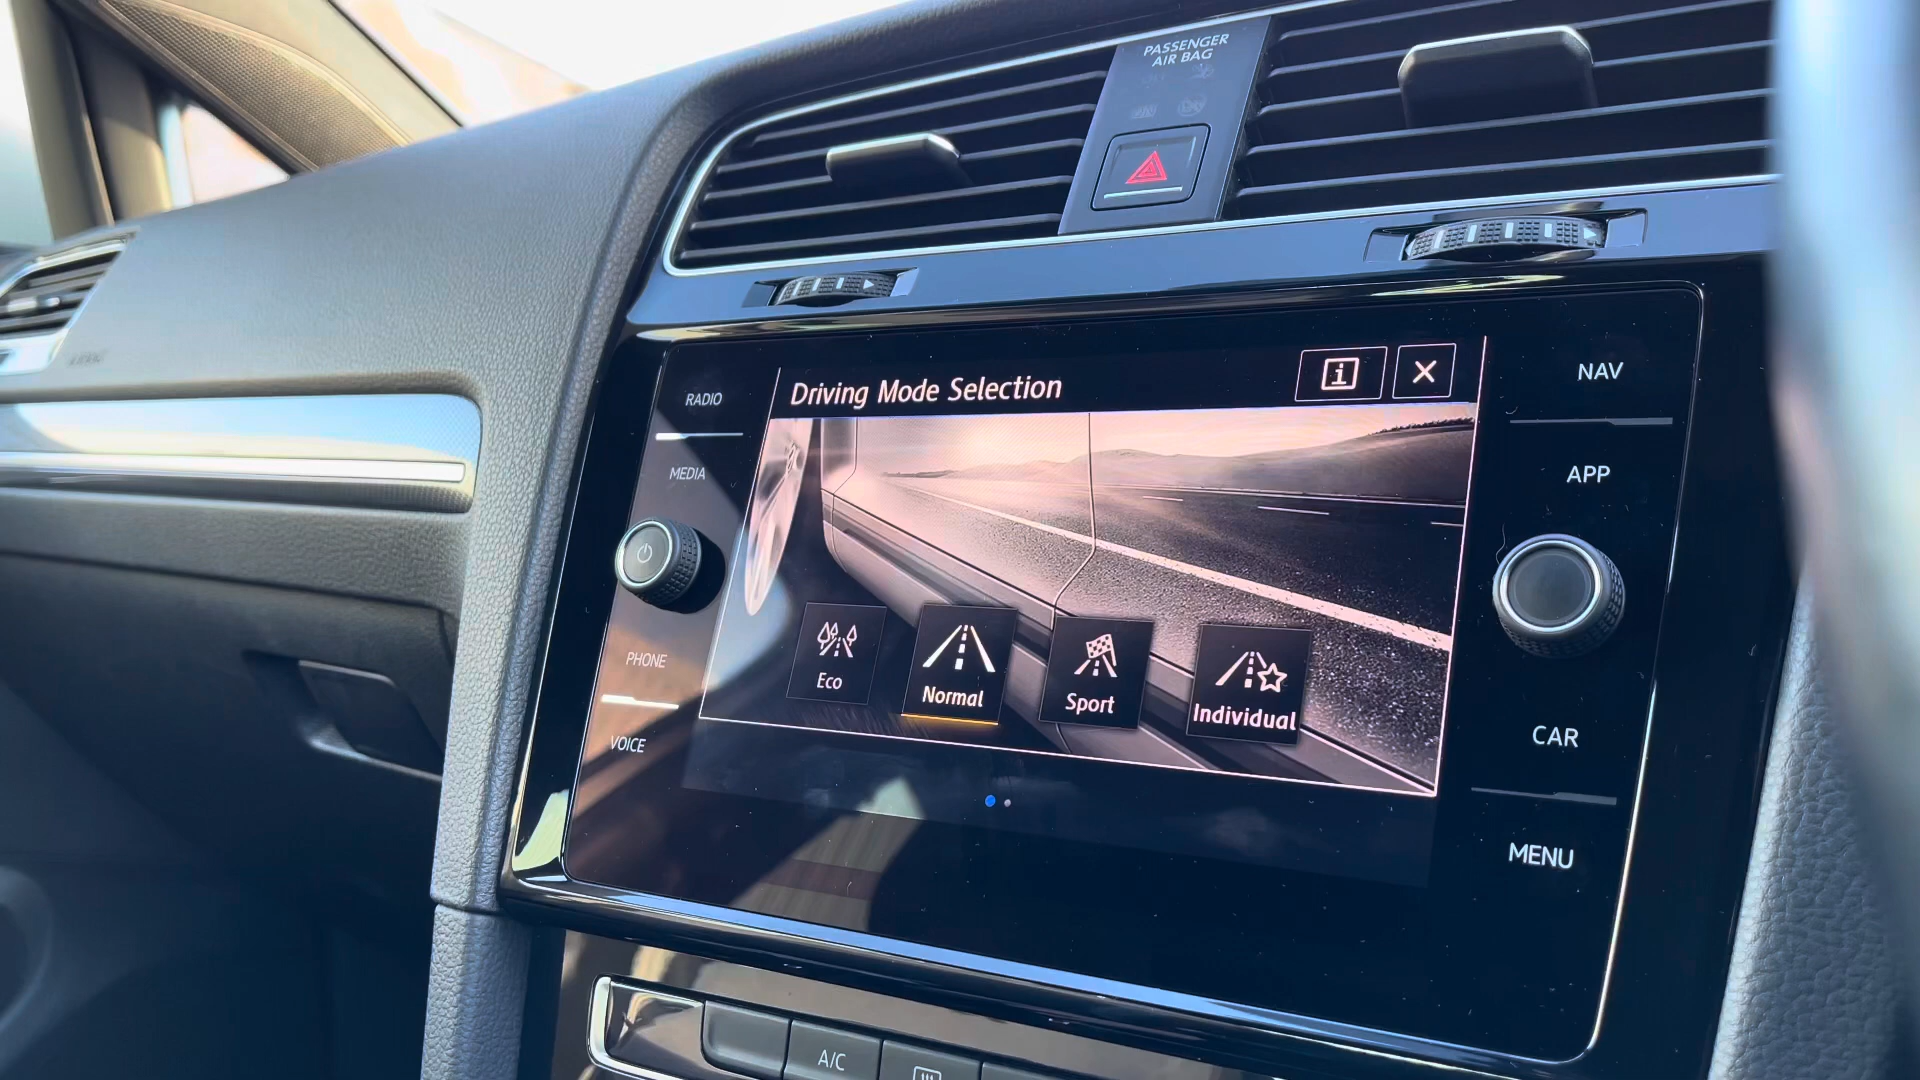 PASSENGER
AIR BAG
RADIO
MEDIA
PHONE
VOICE
Driving Mode Selection
i
Eco
Normal
Sport
Individual
NAV
APP
CAR
MENU
A/C